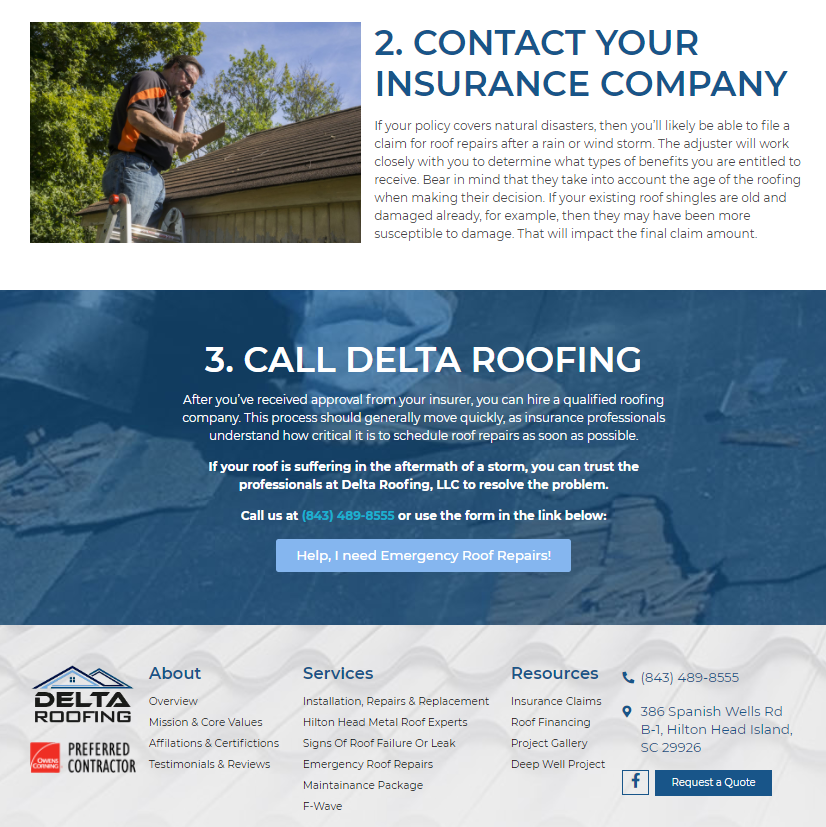 2. CONTACT YOUR
INSURANCE COMPANY
If your policy covers natural disasters, then you'll likely be able to file a
claim for roof repairs after a rain or wind storm. The adjuster will work
closely with you to determine what types of benefits you are entitled to
receive. Bear in mind that they take into account the age of the roofing
when making their decision. If your existing roof shingles are old and
damaged already, for example, then they may have been more
susceptible to damage. That will impact the final claim amount.
3. CALL DELTA ROOFING
After you've received approval from your insurer, you can hire a qualified roofing
company. This process should generally move quickly, as insurance professionals
understand how critical it is to schedule roof repairs as soon as possible.
If your roof is suffering in the aftermath of a storm, you can trust the
professionals at Delta Roofing, LLC to resolve the problem.
Call us at (843) 489-8555 or use the form in the link below:
Help, I need Emergency Roof Repairs!
DELTA
ROOFING
OWENS
CORNING
PREFERRED
CONTRACTOR
About
Overview
Mission & Core Values
Affilations & Certifictions
Testimonials & Reviews
Services
Installation, Repairs & Replacement
Hilton Head Metal Roof Experts
Signs Of Roof Failure Or Leak
Emergency Roof Repairs
Maintainance Package
F-Wave
Resources
Insurance Claims
Roof Financing
Project Gallery
Deep Well Project
(843) 489-8555
386 Spanish Wells Rd
B-1, Hilton Head Island,
SC 29926
f
Request a Quote